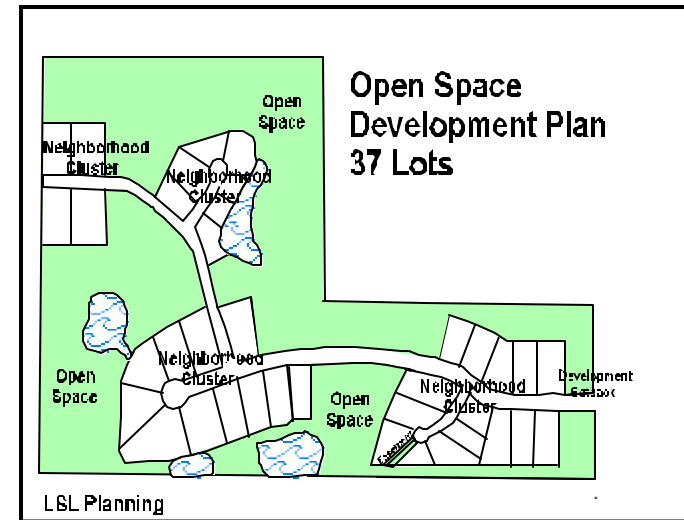 Open Space
Development Plan
37 Lots
Open
Space
Neighborhood
Cluster
Neighborhood
Cluster
Neighborhood
Cluster
Open
Space
Open
Space
Neighborhood
Cluster
Development
Easement
LSL Planning